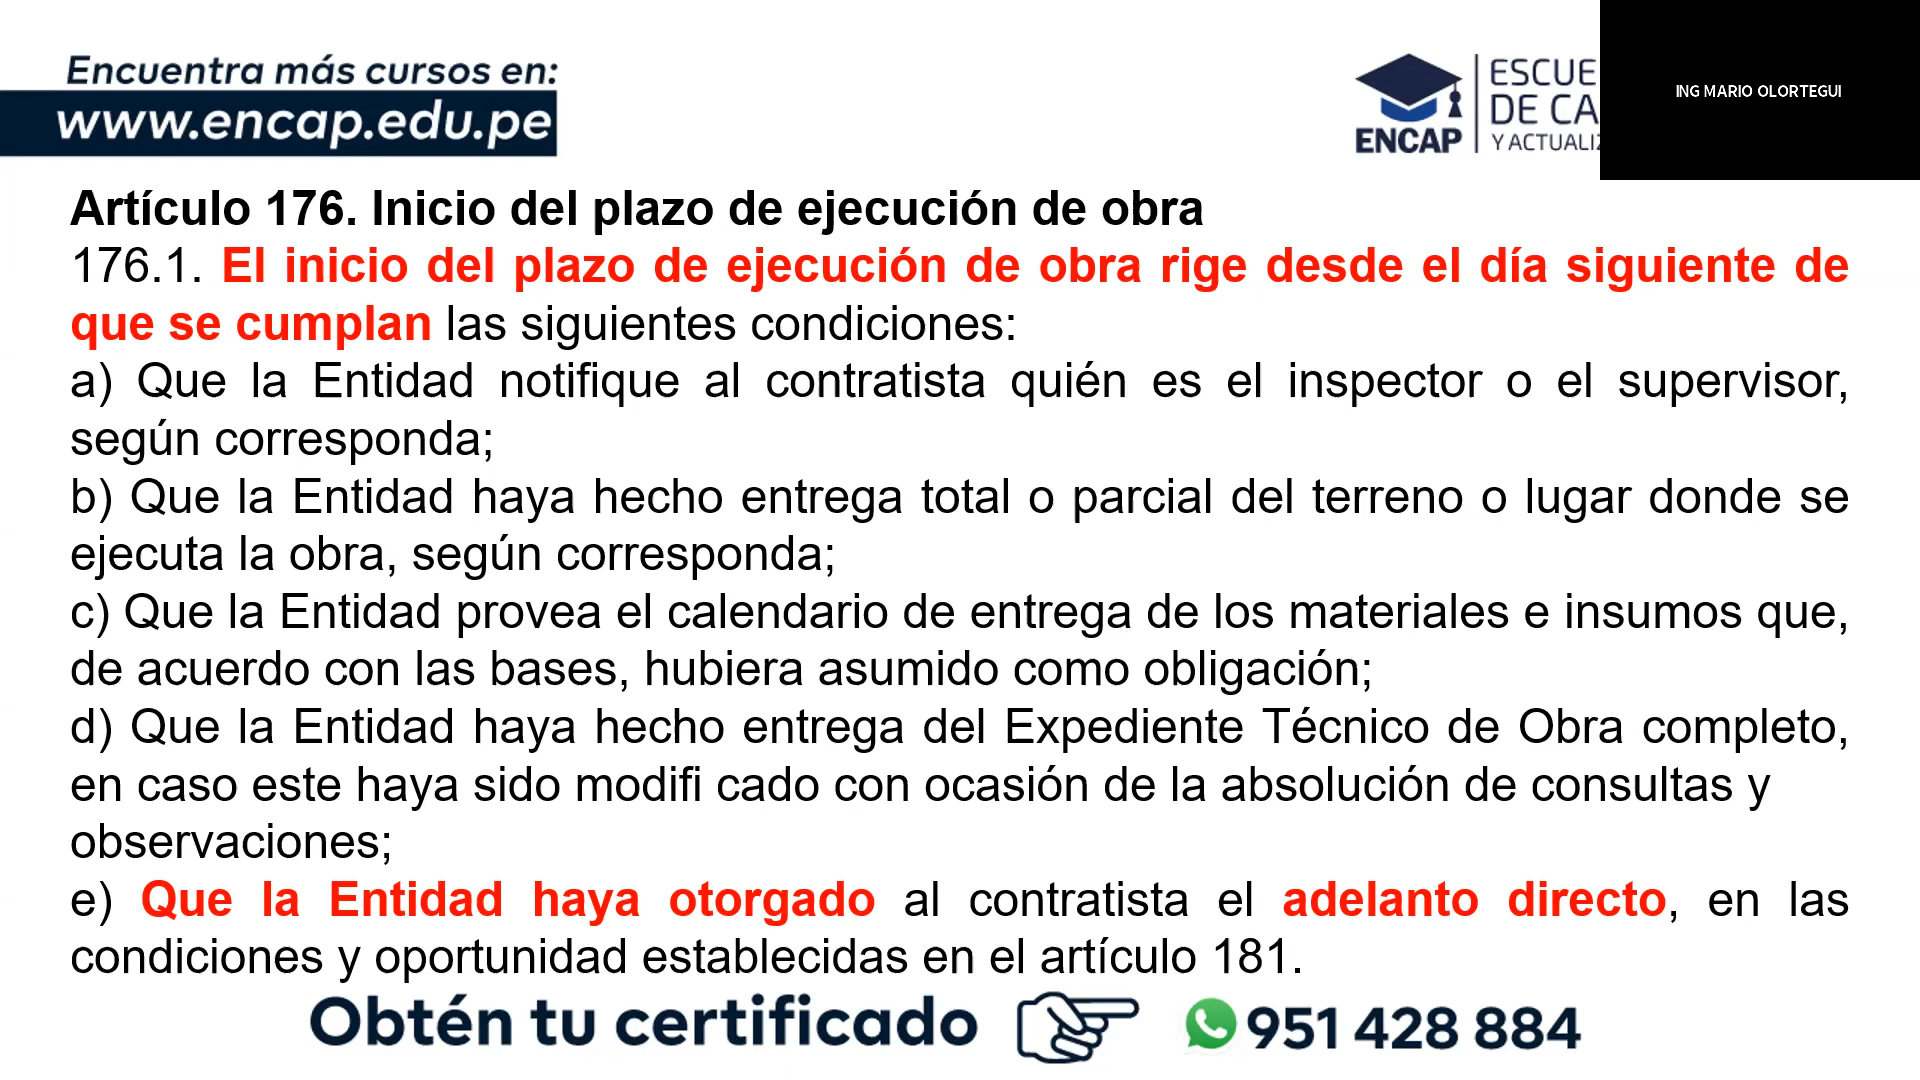 Encuentra más cursos en:
www.encap.edu.pe
ENCAP
ESCUE
DE CA
Y ACTUALIZ
ING MARIO OLORTEGUI
Artículo 176. Inicio del plazo de ejecución de obra
176.1. El inicio del plazo de ejecución de obra rige desde el día siguiente de
que se cumplan las siguientes condiciones:
a) Que la Entidad notifique al contratista quién es el inspector o el supervisor,
según corresponda;
b) Que la Entidad haya hecho entrega total o parcial del terreno o lugar donde se
ejecuta la obra, según corresponda;
c) Que la Entidad provea el calendario de entrega de los materiales e insumos que,
de acuerdo con las bases, hubiera asumido como obligación;
d) Que la Entidad haya hecho entrega del Expediente Técnico de Obra completo,
en caso este haya sido modifi cado con ocasión de la absolución de consultas y
observaciones;
e) Que la Entidad haya otorgado al contratista el adelanto directo, en las
condiciones y oportunidad establecidas en el artículo 181.
Obtén tu certificado
951 428 884